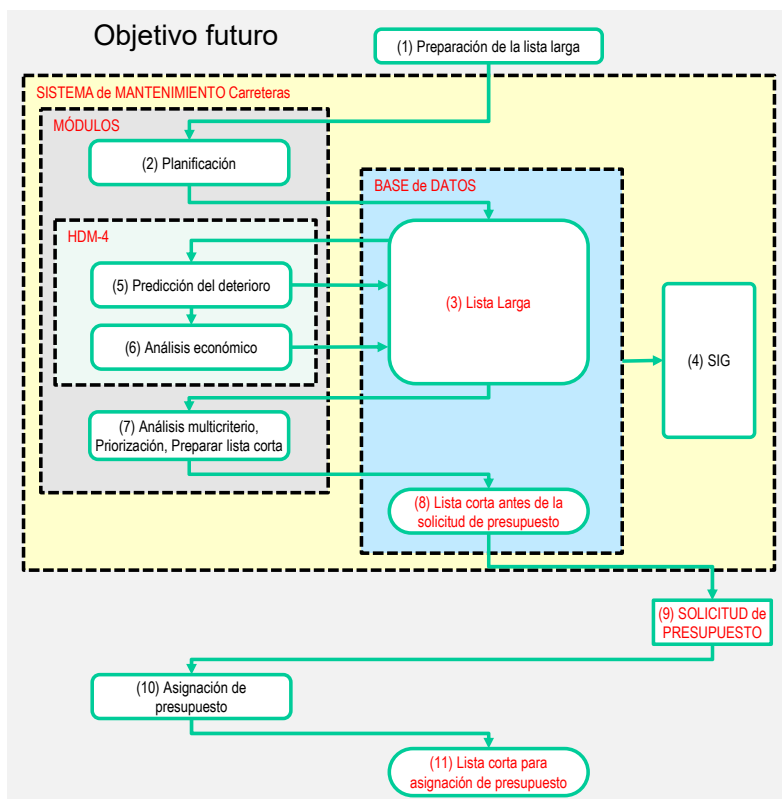 Objetivo futuro
(1) Preparación de la lista larga
SISTEMA de MANTENIMIENTO Carreteras
MÓDULOS
(2) Planificación
BASE de DATOS
HDM-4
(5) Predicción del deterioro
(3) Lista Larga
(6) Análisis económico
(4) SIG
(7) Análisis multicriterio,
Priorización, Preparar lista corta
(8) Lista corta antes de la
solicitud de presupuesto
(9) SOLICITUD de
PRESUPUESTO
(10) Asignación de
presupuesto
(11) Lista corta para
asignación de presupuesto